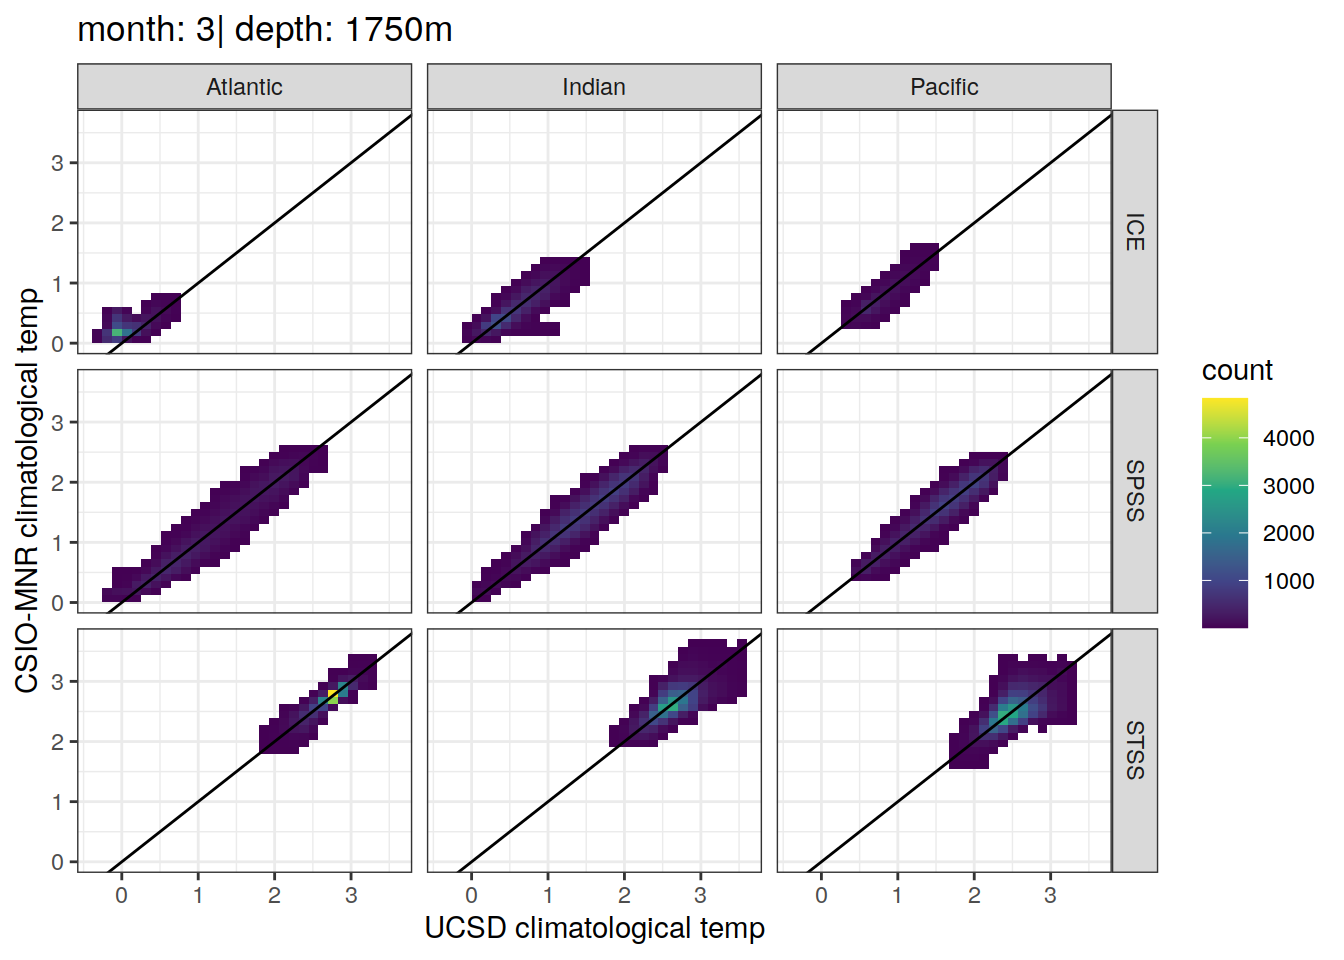 month: 3| depth: 1750m
Atlantic
Indian
Pacific
3
2
1
0
ICE
3
2
1
0
SPSS
3
2
1
0
STSS
0 1 2 3
0 1 2 3
0 1 2 3
UCSD climatological temp
CSIO-MNR climatological temp
count
4000
3000
2000
1000